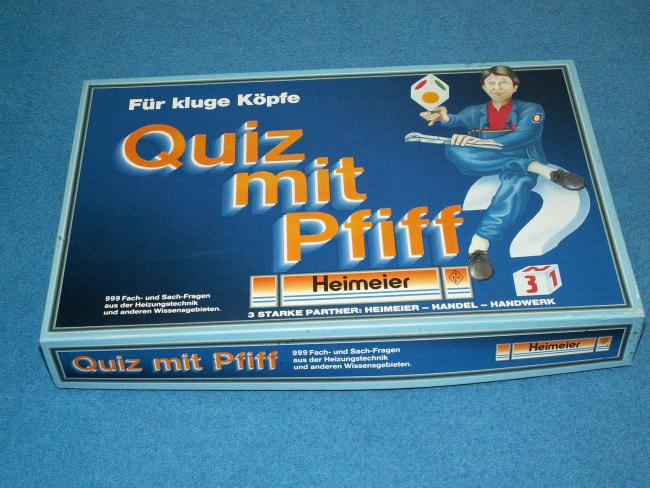 Für kluge Köpfe
Quiz
mit
Pfiff
Heimeier
999 Fach- und Sach-Fragen
aus der Heizungstechnik
und anderen Wissensgebieten.
3 STARKE PARTNER: HEIMEIER – HANDEL – HANDWERK
3 1
Quiz mit Pfiff
999 Fach- und Sach-Fragen
aus der Heizungstechnik
und anderen Wissensgebieten.
Heimeier